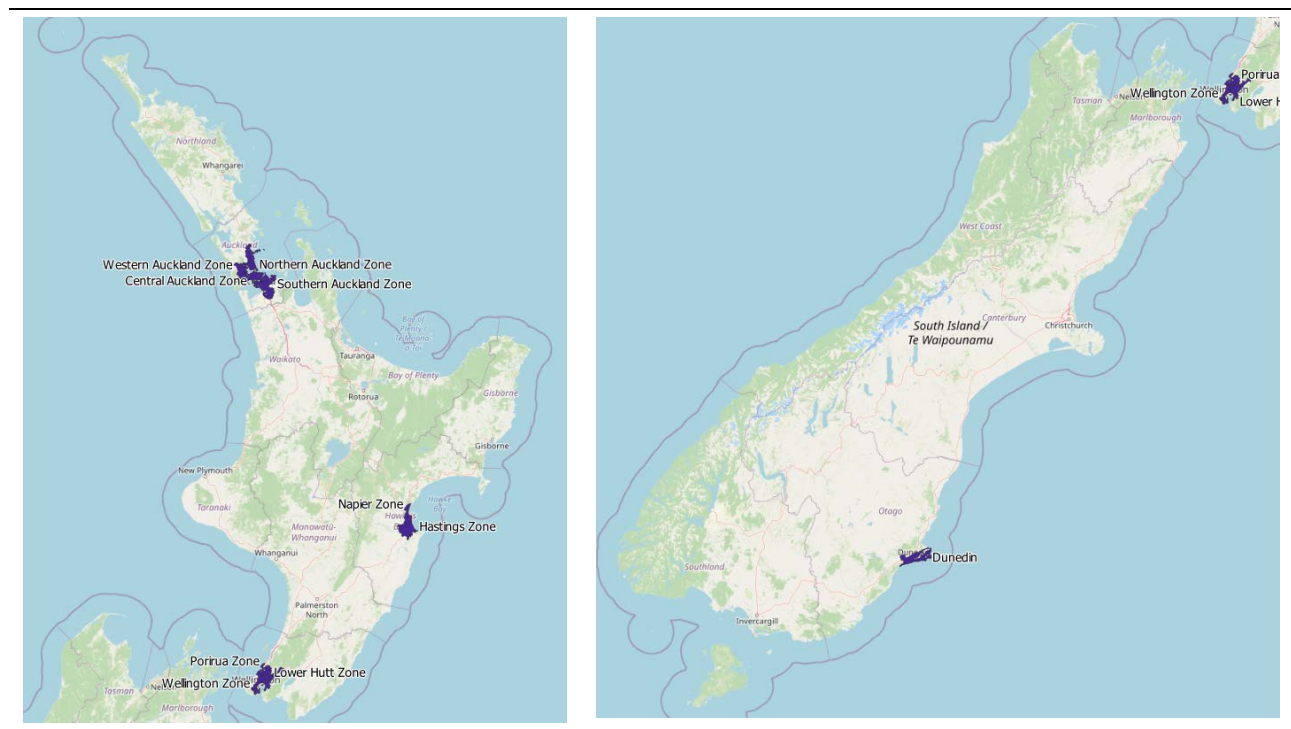 Northland
Whangarei
Auckland
Western Auckland Zone
Northern Auckland Zone
Central Auckland Zone
Southern Auckland Zone
Bay of
Plenty /
Waikato
Tauranga
Bay of Plenty
Rotorua
Gisborne
Gisborne
New Plymouth
Taranaki
Napier Zone
Hawke
Bay
Hastings Zone
Manawatū-
Whanganui
Whanganui
Palmerston
North
Porirua Zone
Lower Hutt Zone
Wellington Zone
Tasman
Marlborough
N
Porirua
Wellington Zone
Lower H
Tasman
Marlborough
West Coast
South Island /
Te Waipounamu
Canterbury
Christchurch
Otago
Dunedin
Southland
Invercargill